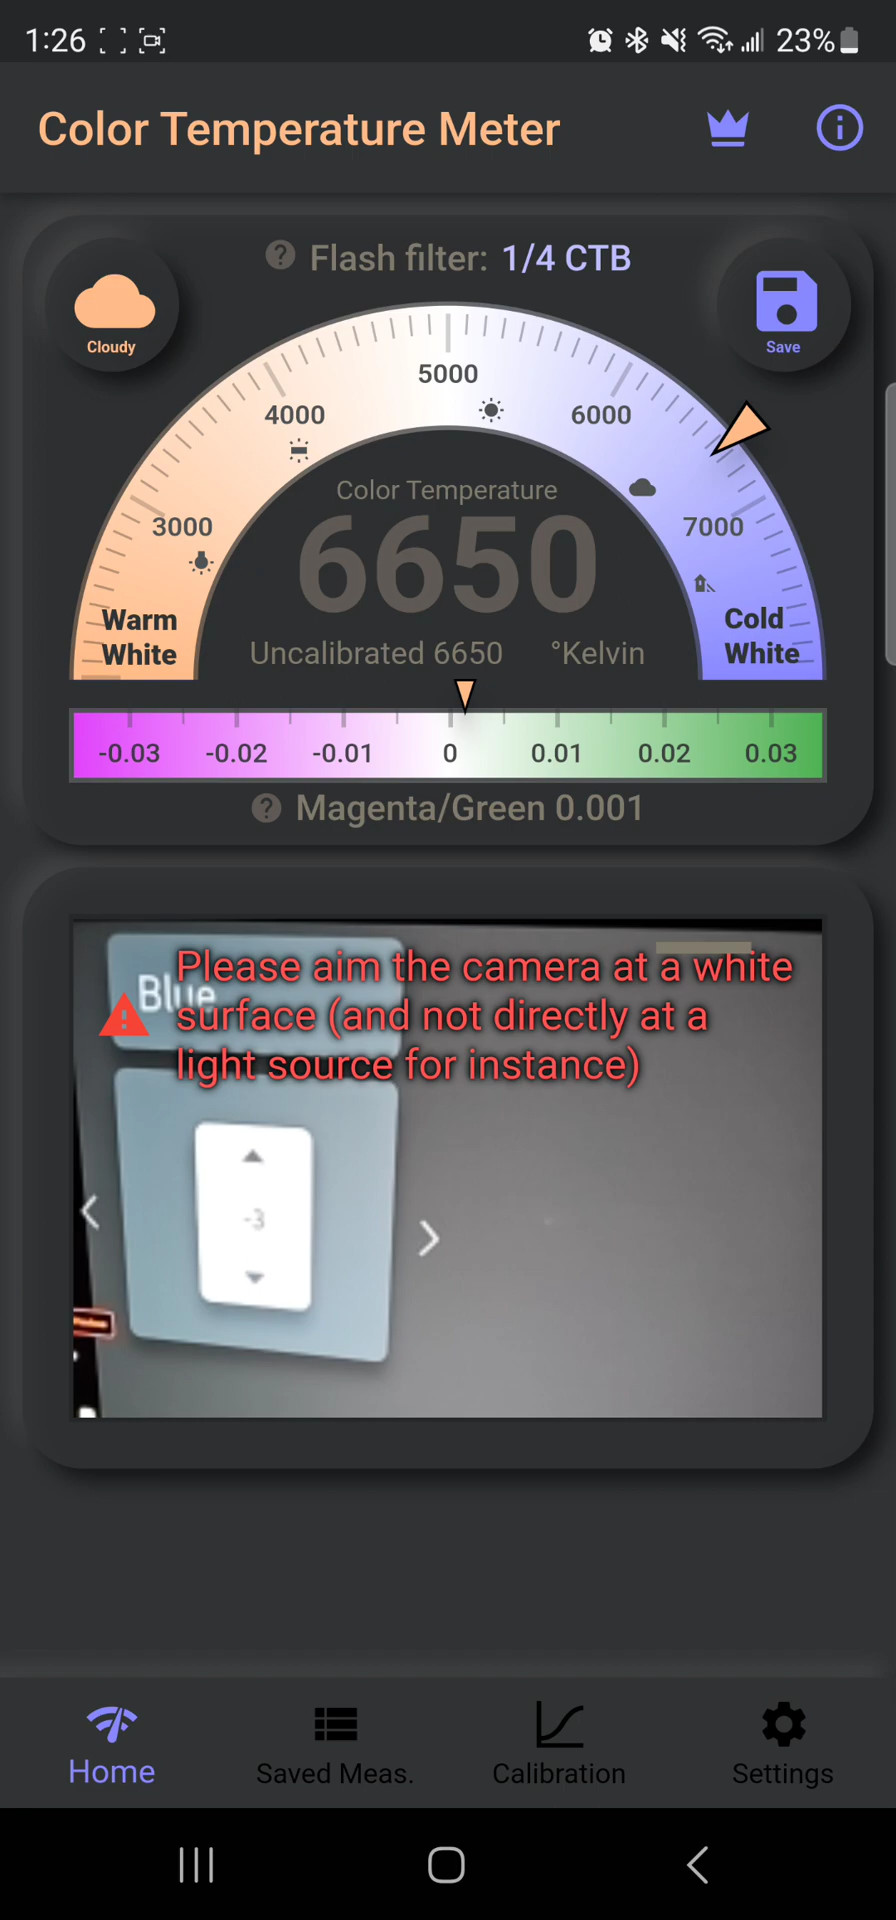 1:26
23%
Color Temperature Meter
Flash filter: 1/4 CTB
Cloudy
Save
5000
4000
6000
3000
7000
Color Temperature
6650
Warm
White
Cold
White
Uncalibrated 6650 °Kelvin
-0.03 -0.02 -0.01 0 0.01 0.02 0.03
Magenta/Green 0.001
Blue
Please aim the camera at a white
surface (and not directly at a
light source for instance)
-3
Home
Saved Meas.
Calibration
Settings